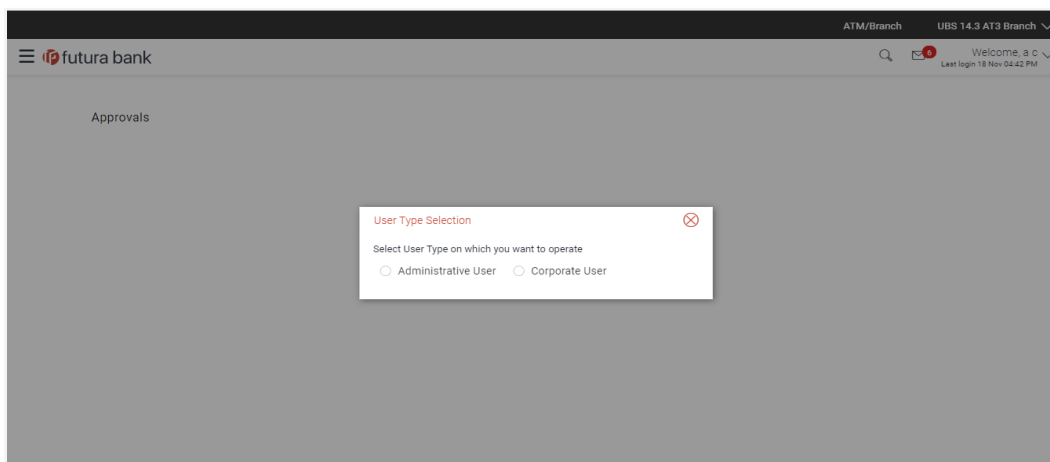 ATM/Branch UBS 14.3 AT3 Branch
futura bank 6 Welcome, a c
Last login 18 Nov 04:42 PM
Approvals
User Type Selection
Select User Type on which you want to operate
Administrative User Corporate User